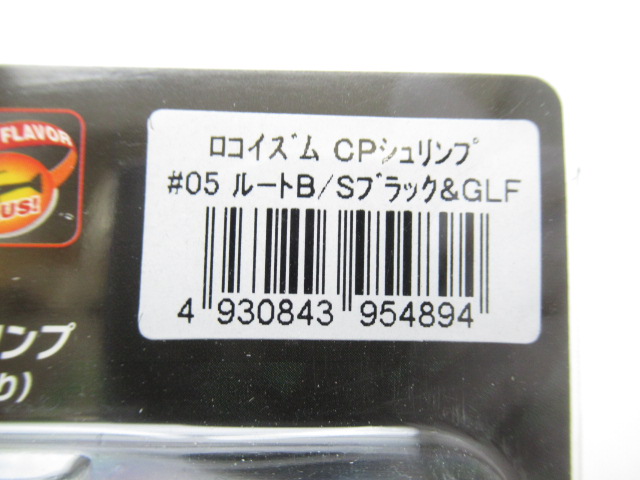 FLAVOR
US!
ロコイズム CPシュリンプ
#05 ルートB/Sブラック&GLF
4 930843 954894
ンプ
り)